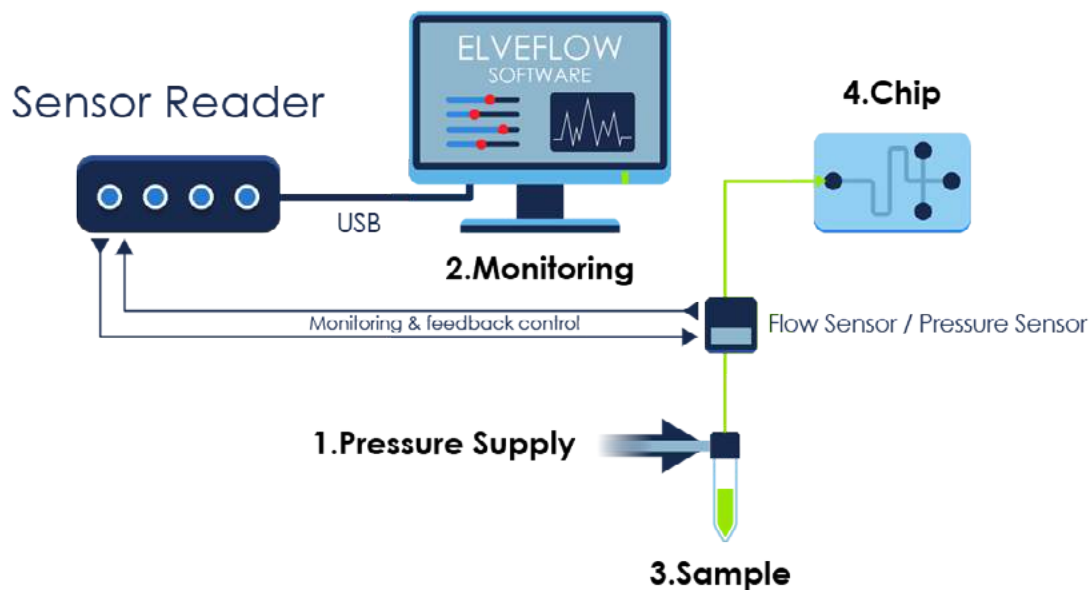 ELVEFLOW
SOFTWARE
Sensor Reader
4.Chip
USB
2.Monitoring
Monitoring & feedback control
Flow Sensor / Pressure Sensor
1.Pressure Supply
3.Sample